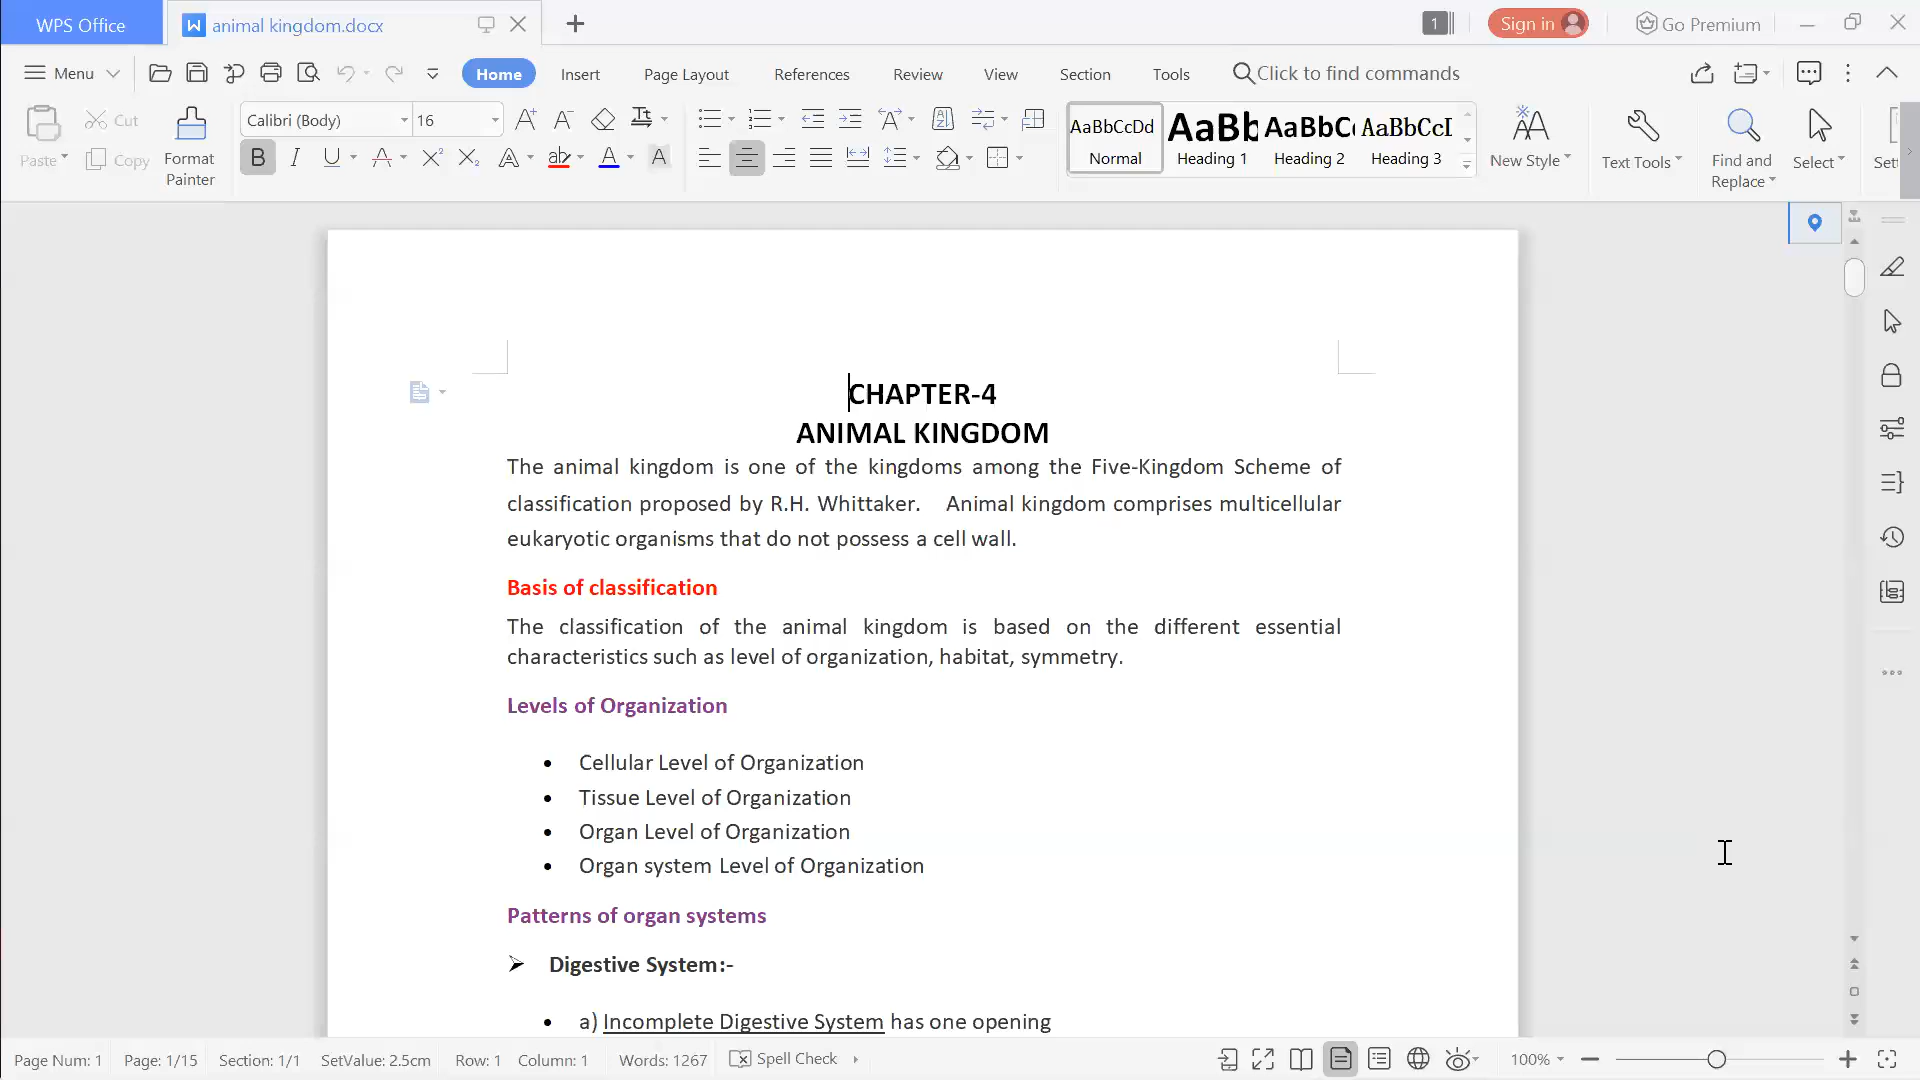 WPS Office
animal kingdom.docx
1
Sign in
Go Premium
Menu
Home
Insert
Page Layout
References
Review
View
Section
Tools
Click to find commands
Paste
Cut
Copy
Format
Painter
Calibri (Body)
16
AaBbCcDd
Normal
AaBb
Heading 1
AaBbC
Heading 2
AaBbCcI
Heading 3
New Style
Text Tools
Find and
Replace
Select
CHAPTER-4
ANIMAL KINGDOM
The animal kingdom is one of the kingdoms among the Five-Kingdom Scheme of
classification proposed by R.H. Whittaker. Animal kingdom comprises multicellular
eukaryotic organisms that do not possess a cell wall.
Basis of classification
The classification of the animal kingdom is based on the different essential
characteristics such as level of organization, habitat, symmetry.
Levels of Organization
• Cellular Level of Organization
• Tissue Level of Organization
• Organ Level of Organization
• Organ system Level of Organization
Patterns of organ systems
➢ Digestive System:-
• a) Incomplete Digestive System has one opening
Page Num: 1 Page: 1/15 Section: 1/1 SetValue: 2.5cm Row: 1 Column: 1 Words: 1267 Spell Check 100%